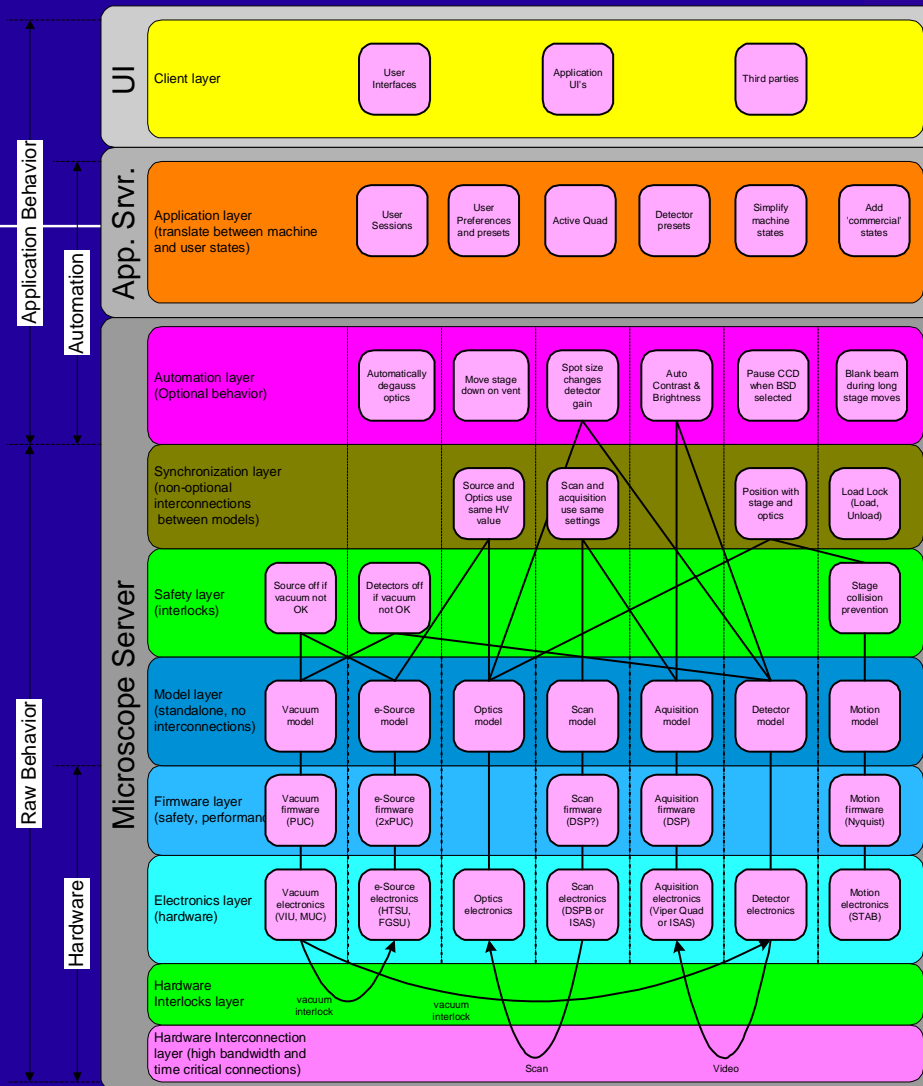 UI
Client layer
User
Interfaces
Application
UI's
Third parties
Application Behavior
Automation
App. Srvr.
Application layer
(translate between machine
and user states)
User
Sessions
User
Preferences
and presets
Active Quad
Detector
presets
Simplify
machine
states
Add
'commercial'
states
Microscope Server
Automation layer
(Optional behavior)
Automatically
degauss
optics
Move stage
down on vent
Spot size
changes
detector
gain
Auto
Contrast &
Brightness
Pause CCD
when BSD
selected
Blank beam
during long
stage moves
Raw Behavior
Synchronization layer
(non-optional
interconnections
between models)
Source and
Optics use
same HV
value
Scan and
acquisition
use same
settings
Position with
stage and
optics
Load Lock
(Load,
Unload)
Safety layer
(interlocks)
Source off if
vacuum not
OK
Detectors off
if vacuum
not OK
Stage
collision
prevention
Model layer
(standalone, no
interconnections)
Vacuum
model
e-Source
model
Optics
model
Scan
model
Aquisition
model
Detector
model
Motion
model
Hardware
Firmware layer
(safety, performanc
Vacuum
firmware
(PUC)
e-Source
firmware
(2xPUC)
Scan
firmware
(DSP?)
Aquisition
firmware
(DSP)
Motion
firmware
(Nyquist)
Electronics layer
(hardware)
Vacuum
electronics
(VIU, MUC)
e-Source
electronics
(HTSU,
FGSU)
Optics
electronics
Scan
electronics
(DSPB or
ISAS)
Aquisition
electronics
(Viper Quad
or ISAS)
Detector
electronics
Motion
electronics
(STAB)
Hardware
Interlocks layer
vacuum
interlock
vacuum
interlock
Hardware Interconnection
layer (high bandwidth and
time critical connections)
Scan
Video